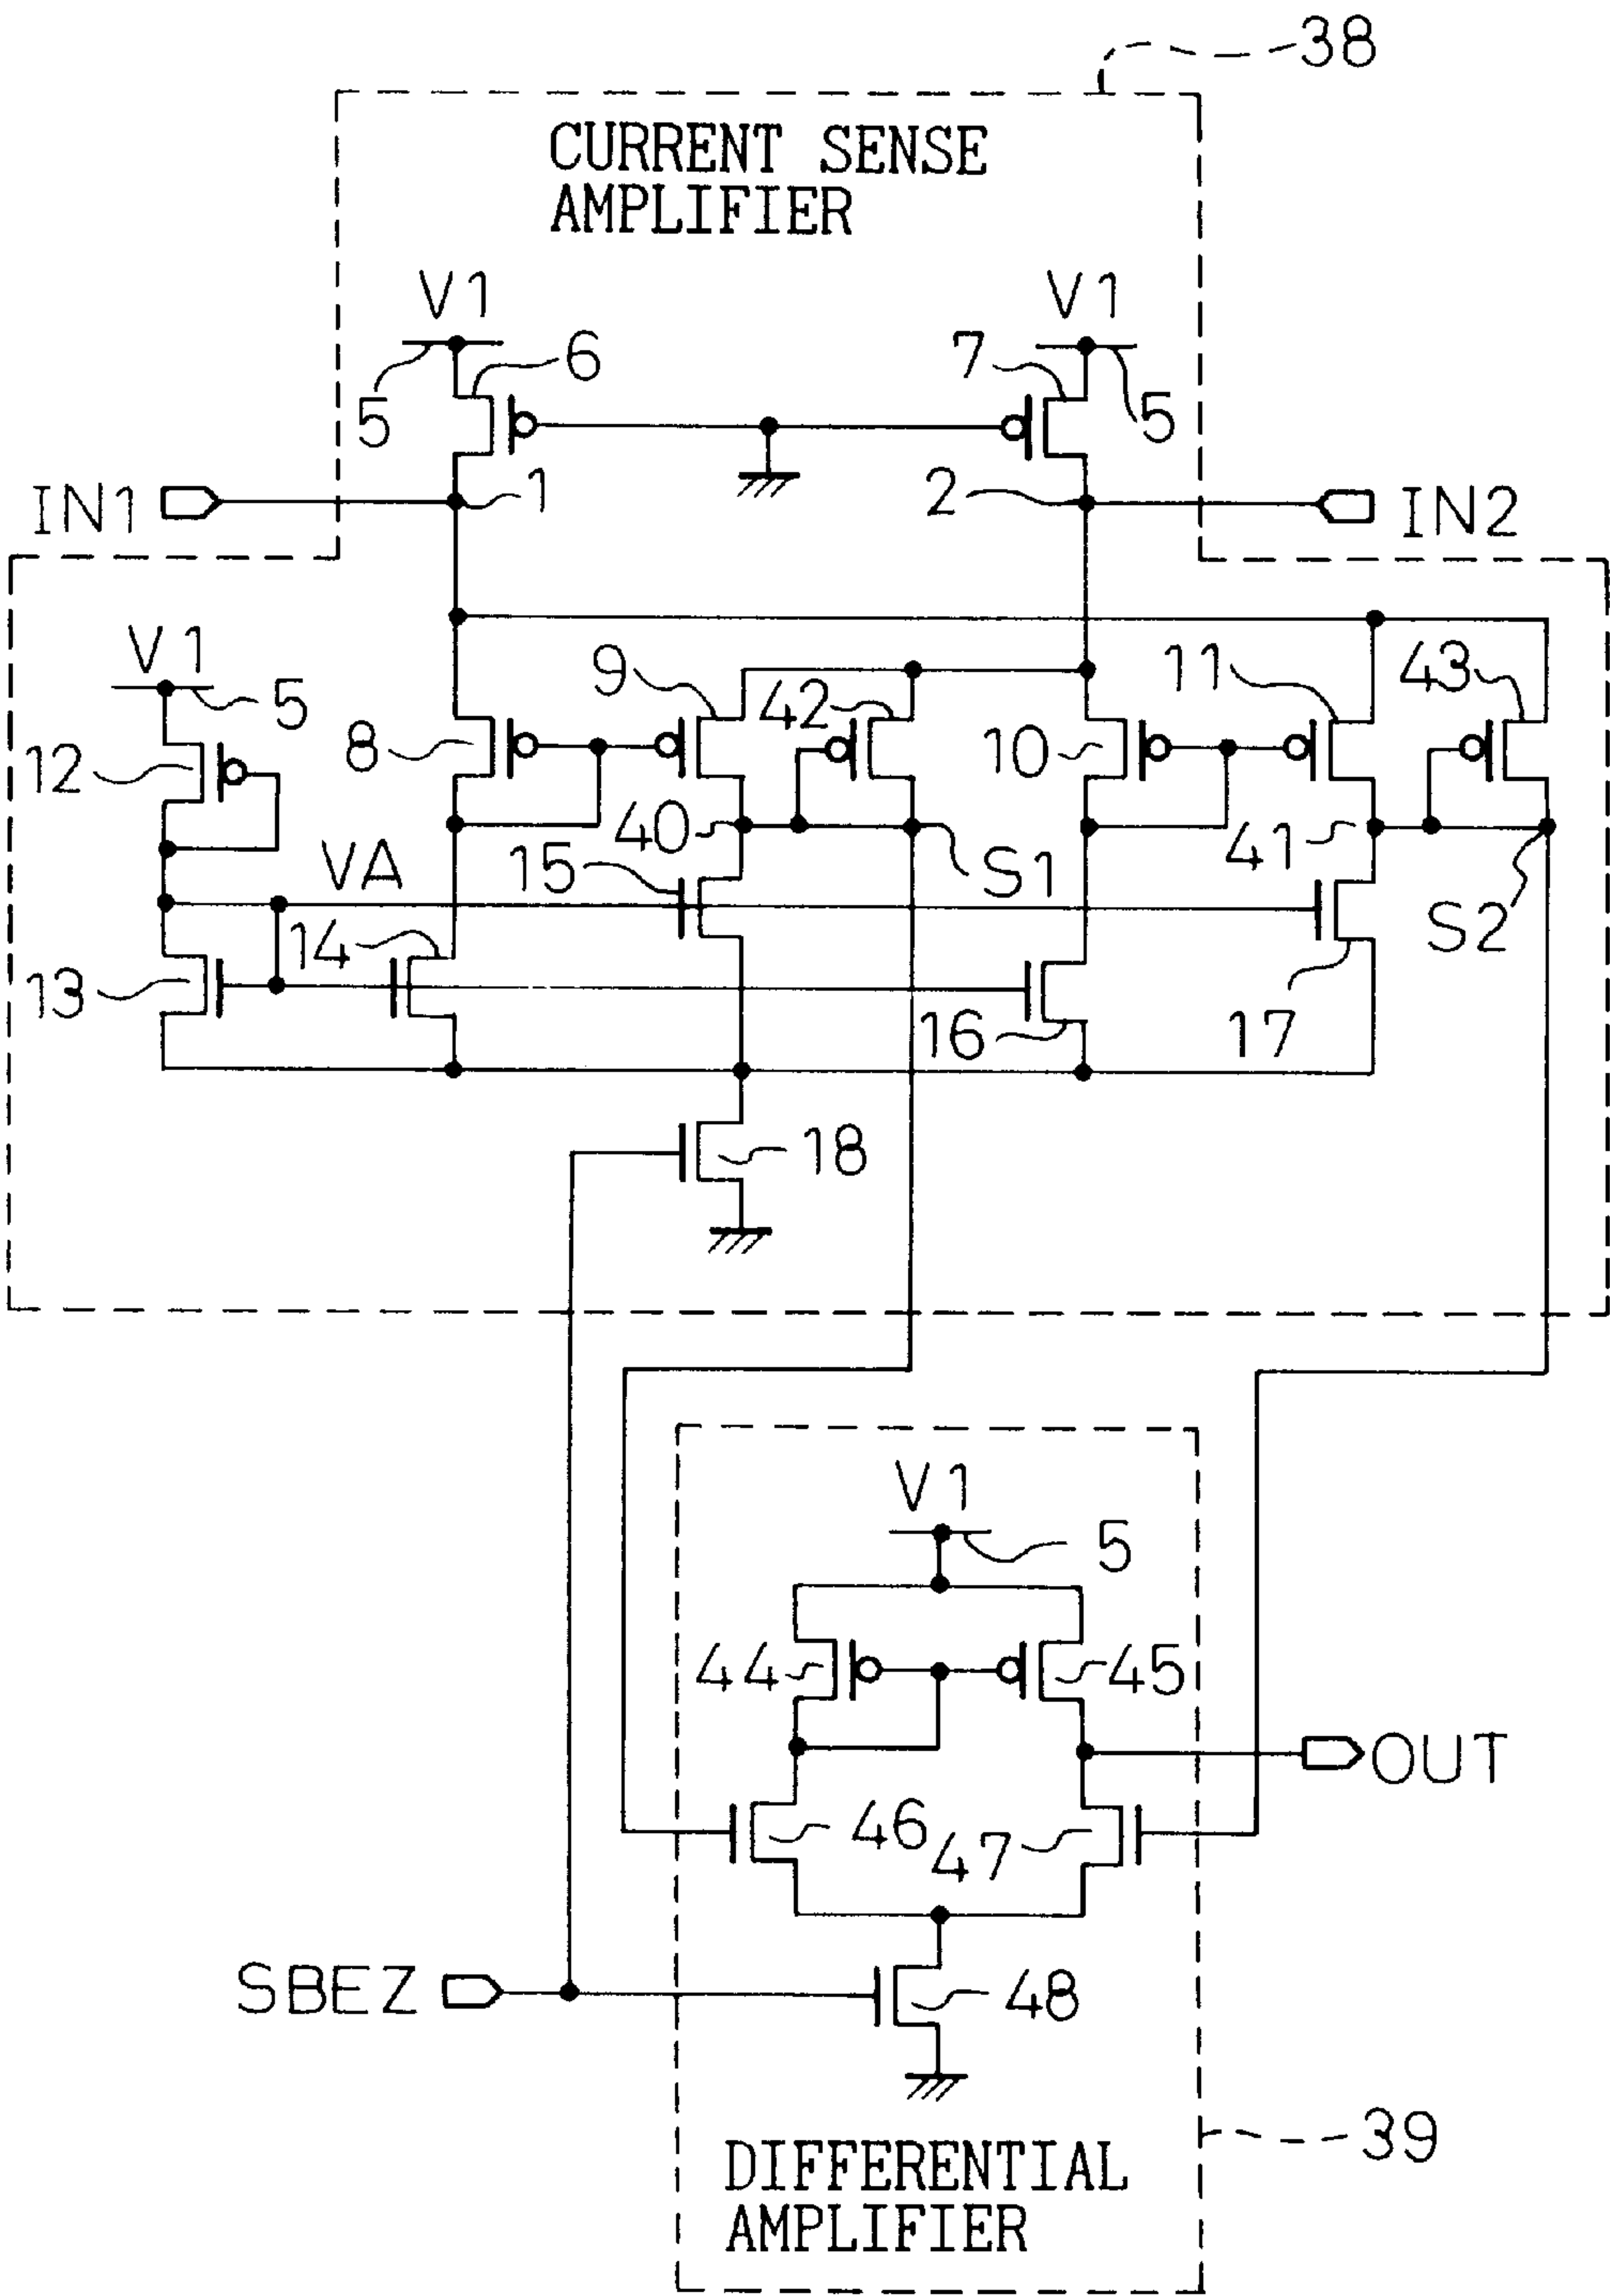 38
CURRENT SENSE
AMPLIFIER
V1
V1
5
6
7
5
IN1
1
2
IN2
V1
5
12
8
9
42
10
11
43
40
15
S1
41
S2
VA
13
14
16
17
18
V1
5
44
45
OUT
46
47
SBEZ
48
39
DIFFERENTIAL
AMPLIFIER